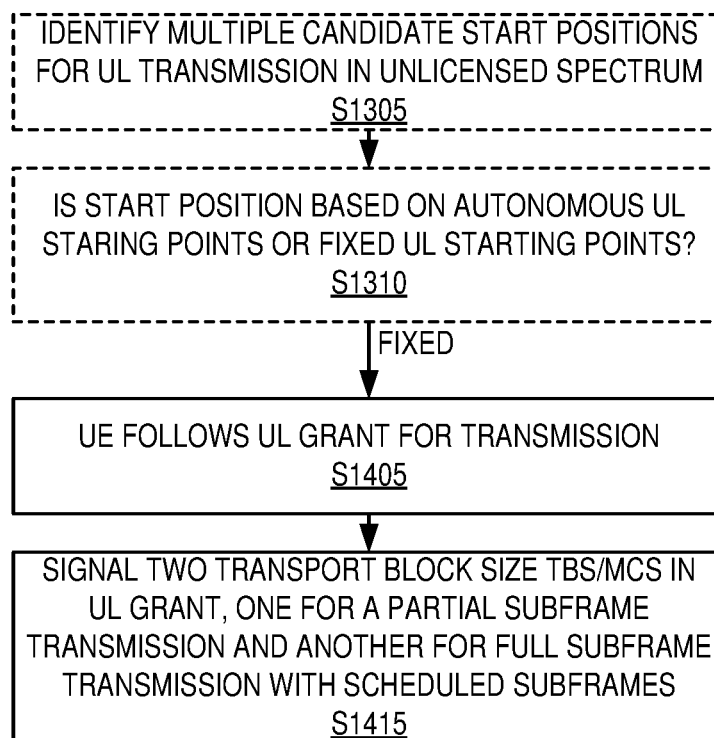 IDENTIFY MULTIPLE CANDIDATE START POSITIONS
FOR UL TRANSMISSION IN UNLICENSED SPECTRUM
S1305
IS START POSITION BASED ON AUTONOMOUS UL
STARING POINTS OR FIXED UL STARTING POINTS?
S1310
FIXED
UE FOLLOWS UL GRANT FOR TRANSMISSION
S1405
SIGNAL TWO TRANSPORT BLOCK SIZE TBS/MCS IN
UL GRANT, ONE FOR A PARTIAL SUBFRAME
TRANSMISSION AND ANOTHER FOR FULL SUBFRAME
TRANSMISSION WITH SCHEDULED SUBFRAMES
S1415